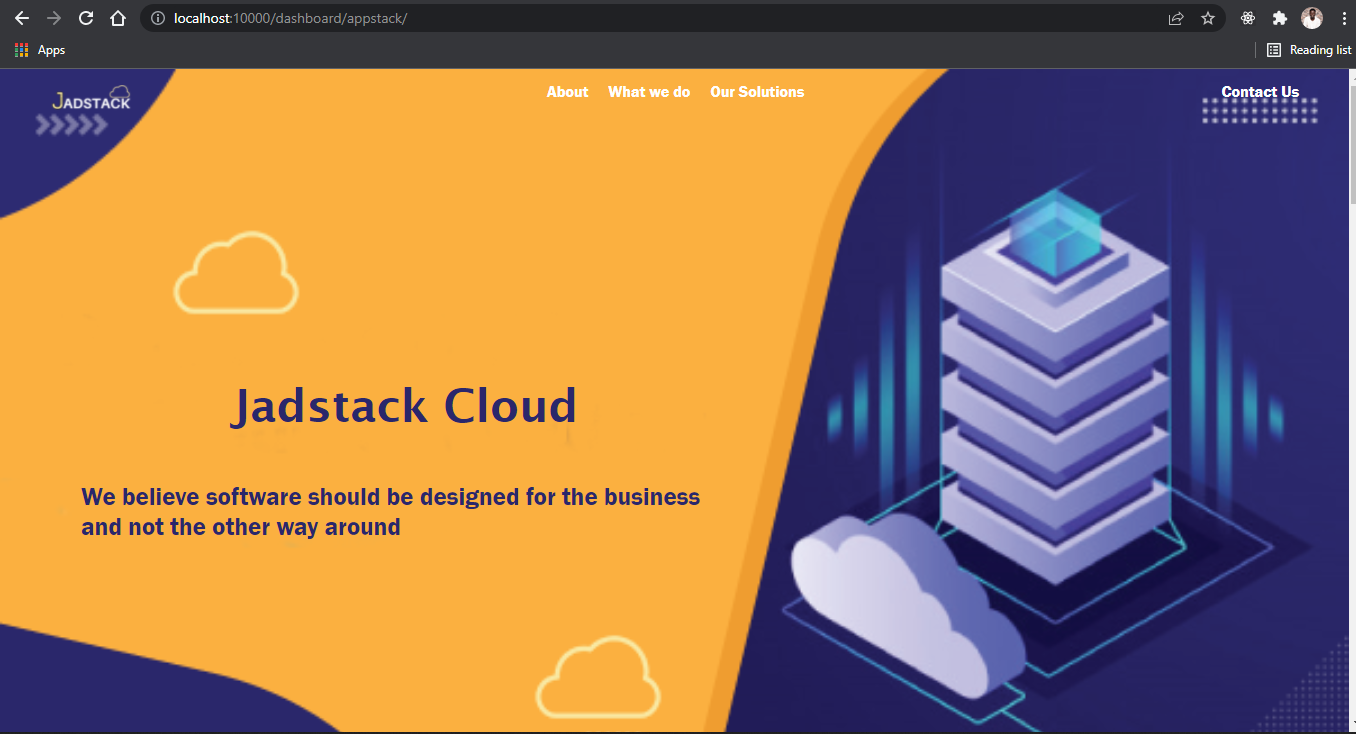 localhost:10000/dashboard/appstack/
Apps
Reading list
JADSTACK
About What we do Our Solutions
Contact Us
Jadstack Cloud
We believe software should be designed for the business
and not the other way around